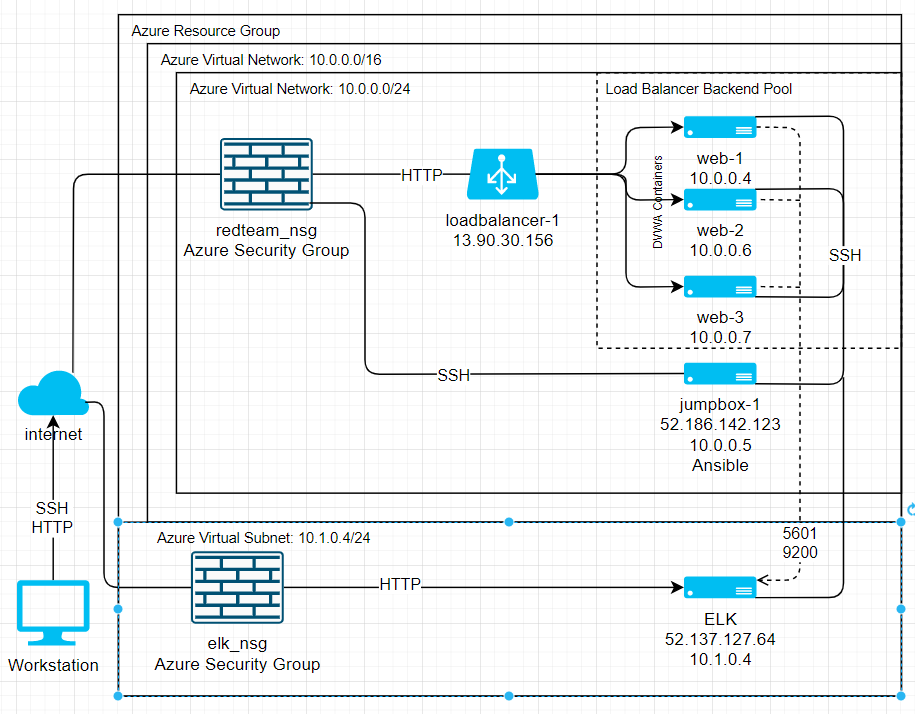 Azure Resource Group
Azure Virtual Network: 10.0.0.0/16
Azure Virtual Network: 10.0.0.0/24
Load Balancer Backend Pool
HTTP
web-1
10.0.0.4
DVWA Containers
redteam_nsg
Azure Security Group
loadbalancer-1
13.90.30.156
web-2
10.0.0.6
SSH
web-3
10.0.0.7
SSH
jumpbox-1
52.186.142.123
10.0.0.5
Ansible
internet
SSH
HTTP
Azure Virtual Subnet: 10.1.0.4/24
5601
9200
HTTP
ELK
52.137.127.64
10.1.0.4
elk_nsg
Azure Security Group
Workstation